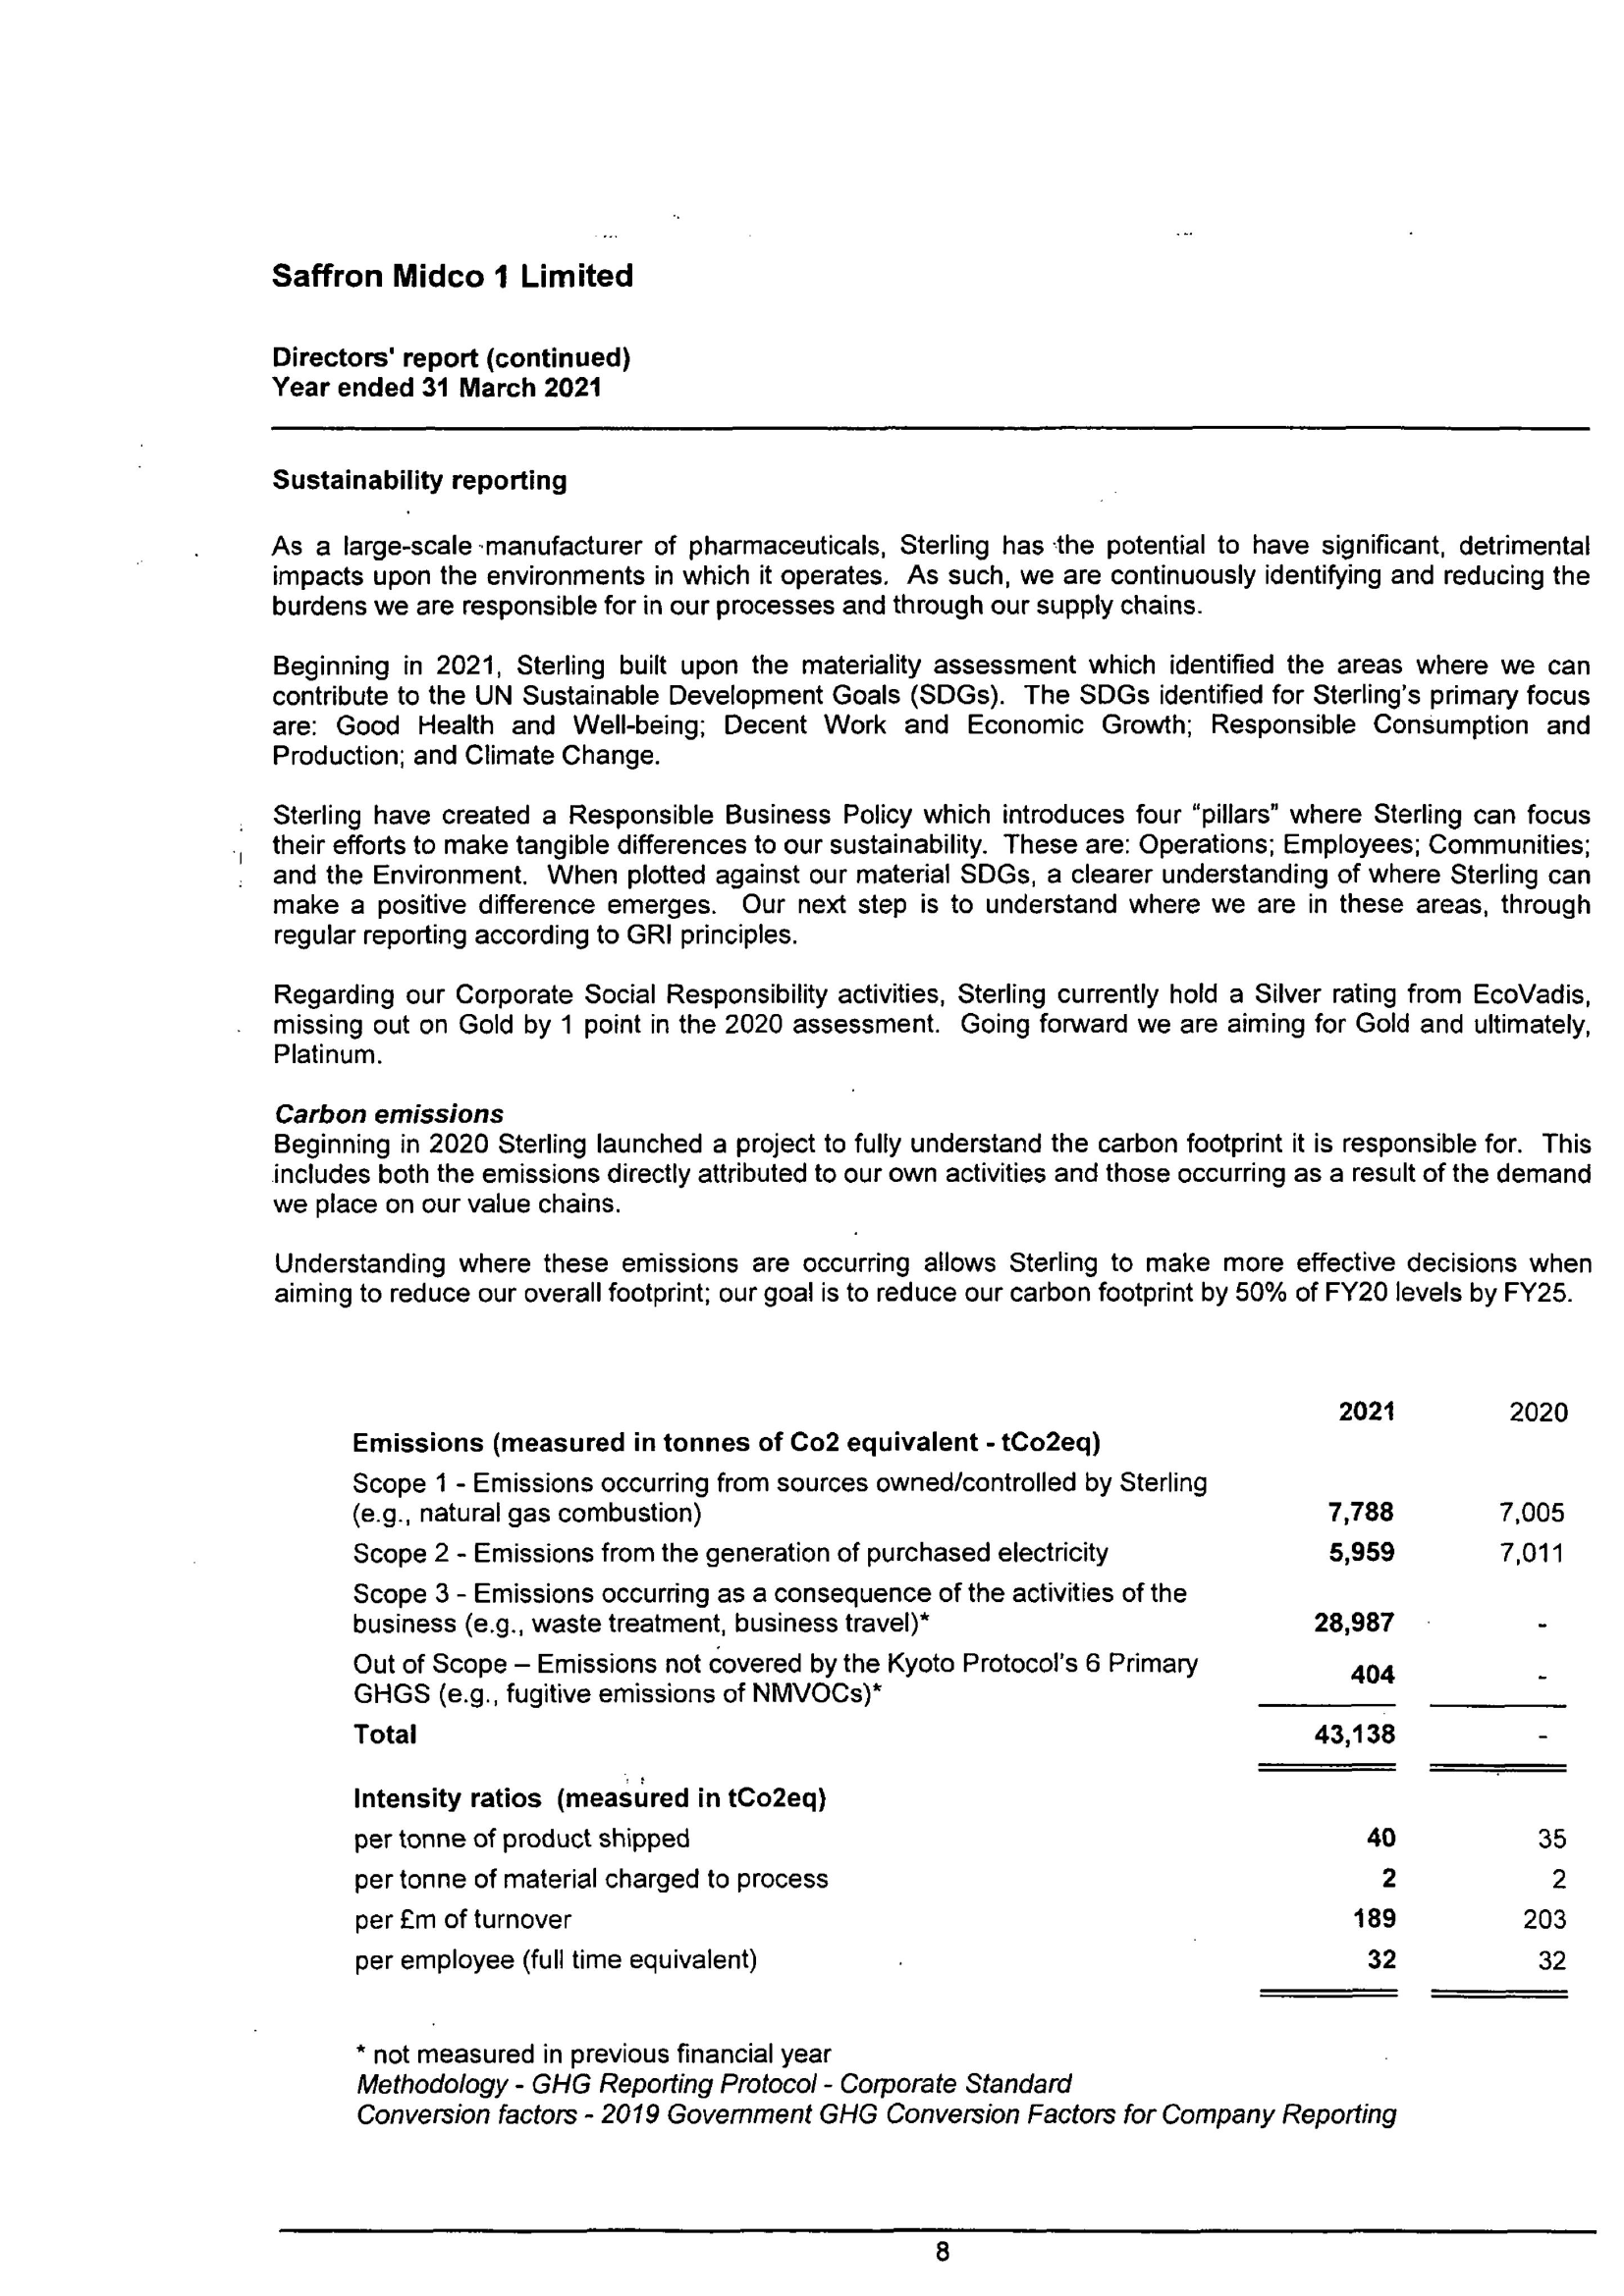 Saffron Midco 1 Limited
Directors' report (continued)
Year ended 31 March 2021
Sustainability reporting
As a large-scale manufacturer of pharmaceuticals, Sterling has the potential to have significant, detrimental
impacts upon the environments in which it operates. As such, we are continuously identifying and reducing the
burdens we are responsible for in our processes and through our supply chains.
Beginning in 2021, Sterling built upon the materiality assessment which identified the areas where we can
contribute to the UN Sustainable Development Goals (SDGs). The SDGs identified for Sterling's primary focus
are: Good Health and Well-being; Decent Work and Economic Growth; Responsible Consumption and
Production; and Climate Change.
Sterling have created a Responsible Business Policy which introduces four "pillars" where Sterling can focus
their efforts to make tangible differences to our sustainability. These are: Operations; Employees; Communities;
and the Environment. When plotted against our material SDGs, a clearer understanding of where Sterling can
make a positive difference emerges. Our next step is to understand where we are in these areas, through
regular reporting according to GRI principles.
Regarding our Corporate Social Responsibility activities, Sterling currently hold a Silver rating from EcoVadis,
missing out on Gold by 1 point in the 2020 assessment. Going forward we are aiming for Gold and ultimately,
Platinum.
Carbon emissions
Beginning in 2020 Sterling launched a project to fully understand the carbon footprint it is responsible for. This
includes both the emissions directly attributed to our own activities and those occurring as a result of the demand
we place on our value chains.
Understanding where these emissions are occurring allows Sterling to make more effective decisions when
aiming to reduce our overall footprint; our goal is to reduce our carbon footprint by 50% of FY20 levels by FY25.
2021 2020
Emissions (measured in tonnes of Co2 equivalent - tCo2eq)
Scope 1 - Emissions occurring from sources owned/controlled by Sterling
(e.g., natural gas combustion) 7,788 7,005
Scope 2 - Emissions from the generation of purchased electricity 5,959 7,011
Scope 3 - Emissions occurring as a consequence of the activities of the
business (e.g., waste treatment, business travel)* 28,987 -
Out of Scope – Emissions not covered by the Kyoto Protocol's 6 Primary
GHGS (e.g., fugitive emissions of NMVOCs)* 404 -
Total 43,138 -
Intensity ratios (measured in tCo2eq)
per tonne of product shipped 40 35
per tonne of material charged to process 2 2
per £m of turnover 189 203
per employee (full time equivalent) 32 32
* not measured in previous financial year
Methodology - GHG Reporting Protocol - Corporate Standard
Conversion factors - 2019 Government GHG Conversion Factors for Company Reporting
8